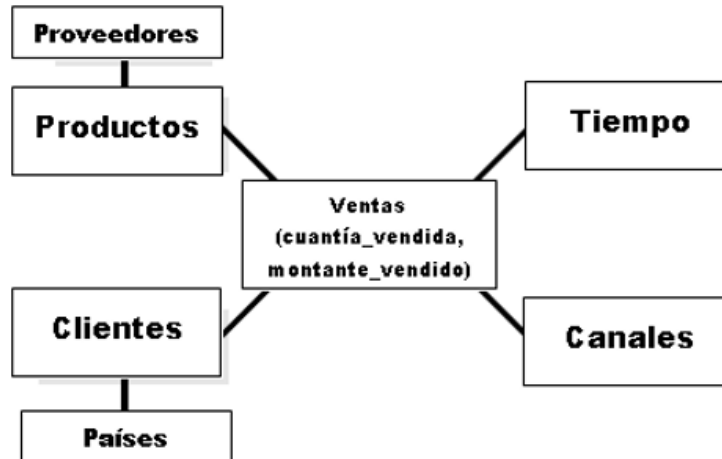 Proveedores
Productos
Tiempo
Ventas
(cuantía_vendida,
montante_vendido)
Clientes
Canales
Países